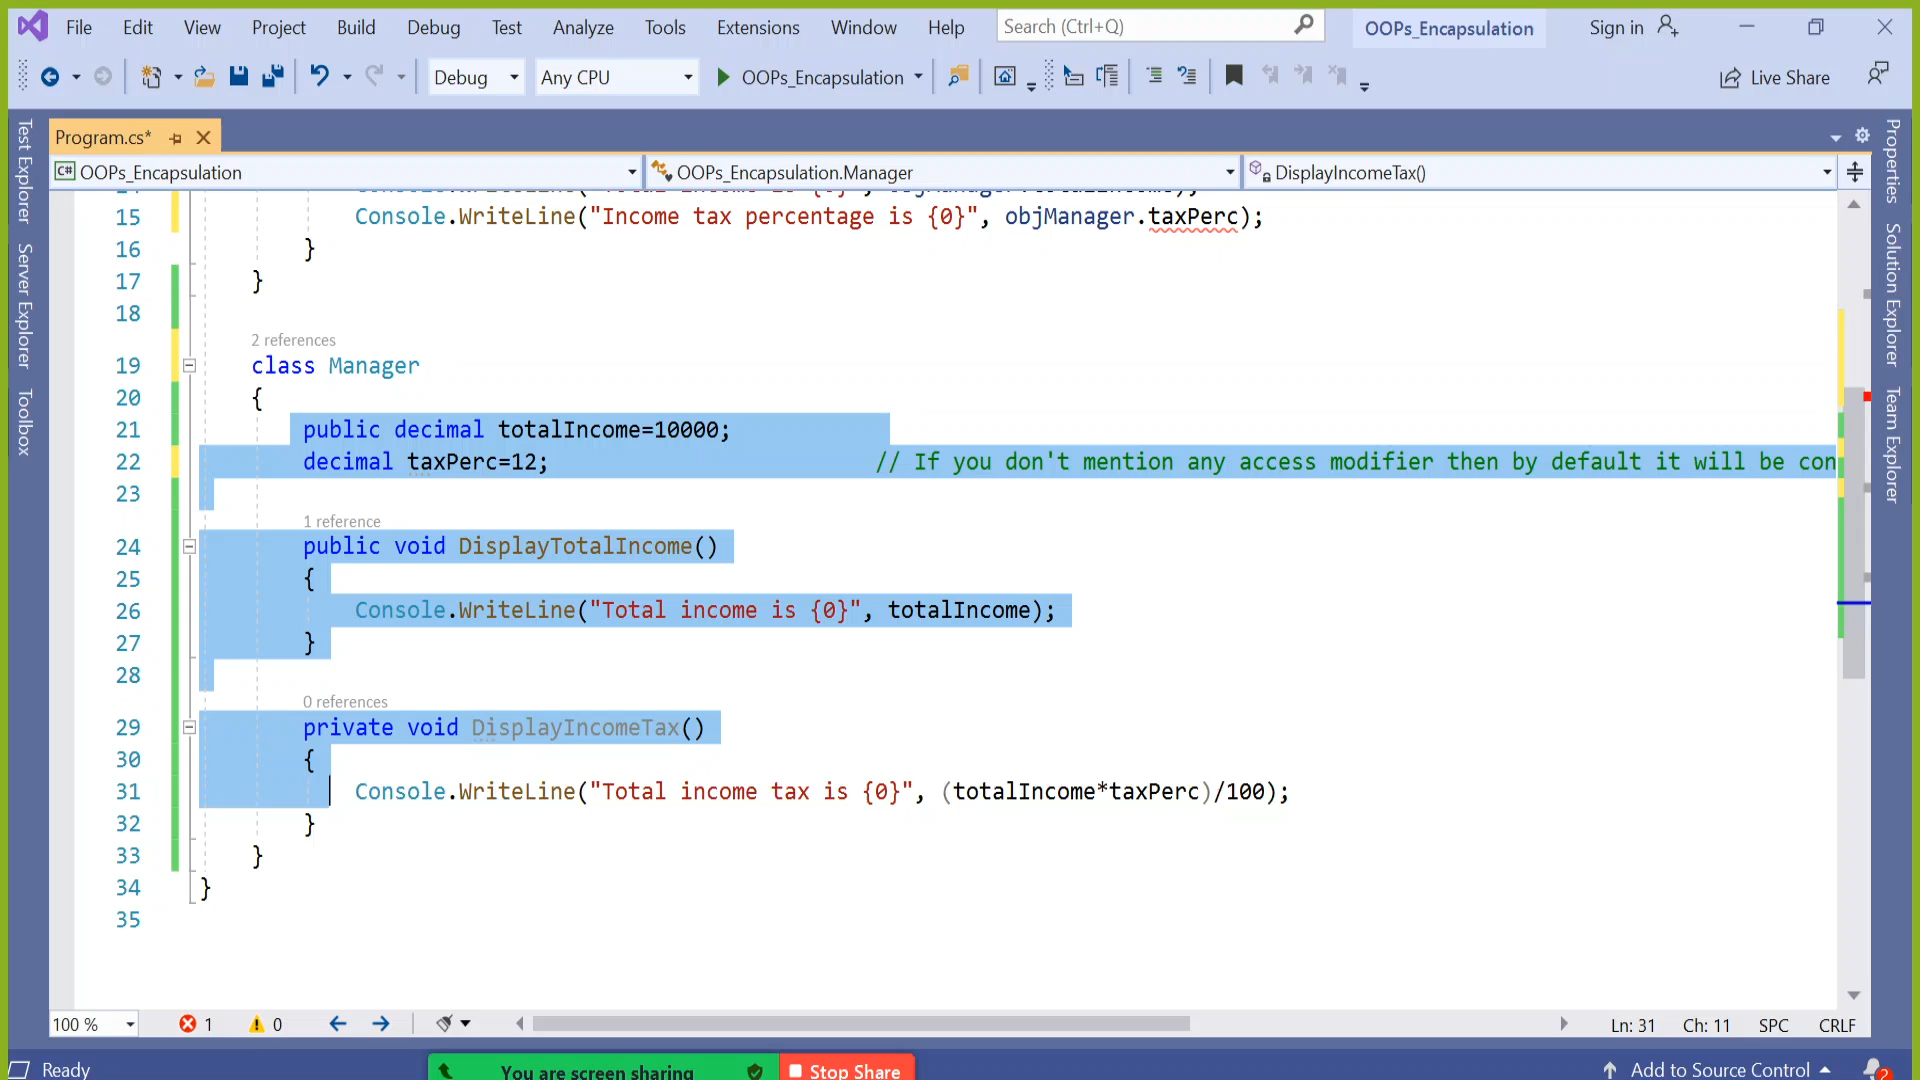 File Edit View Project Build Debug Test Analyze Tools Extensions Window Help Search (Ctrl+Q) OOPs_Encapsulation Sign in
Debug Any CPU OOPs_Encapsulation Live Share
Program.cs*
C# OOPs_Encapsulation OOPs_Encapsulation.Manager DisplayIncomeTax()
Test Explorer
Server Explorer
Toolbox
Properties
Solution Explorer
Team Explorer
15 Console.WriteLine("Income tax percentage is {0}", objManager.taxPerc);
16 }
17 }
18
2 references
19 class Manager
20 {
21 public decimal totalIncome=10000;
22 decimal taxPerc=12; // If you don't mention any access modifier then by default it will be con
23
1 reference
24 public void DisplayTotalIncome()
25 {
26 Console.WriteLine("Total income is {0}", totalIncome);
27 }
28
0 references
29 private void DisplayIncomeTax()
30 {
31 Console.WriteLine("Total income tax is {0}", (totalIncome*taxPerc)/100);
32 }
33 }
34 }
35
100 % 1 0 Ln: 31 Ch: 11 SPC CRLF
Ready You are screen sharing Stop Share Add to Source Control 2